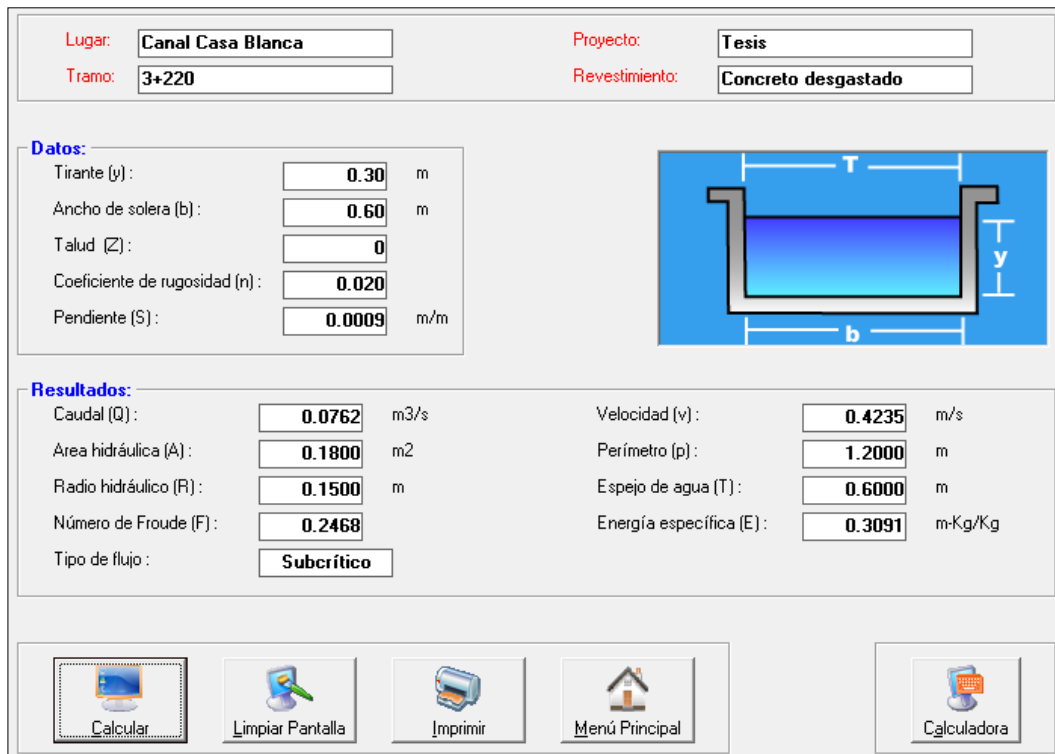 Lugar: Canal Casa Blanca Proyecto: Tesis
Tramo: 3+220 Revestimiento: Concreto desgastado
Datos:
Tirante (y) : 0.30 m
Ancho de solera (b) : 0.60 m
Talud (Z) : 0
Coeficiente de rugosidad (n) : 0.020
Pendiente (S) : 0.0009 m/m
T
y
b
Resultados:
Caudal (Q) : 0.0762 m3/s Velocidad (v) : 0.4235 m/s
Area hidráulica (A) : 0.1800 m2 Perímetro (p) : 1.2000 m
Radio hidráulico (R) : 0.1500 m Espejo de agua (T) : 0.6000 m
Número de Froude (F) : 0.2468 Energía específica (E) : 0.3091 m-Kg/Kg
Tipo de flujo : Subcrítico
Calcular Limpiar Pantalla Imprimir Menú Principal Calculadora